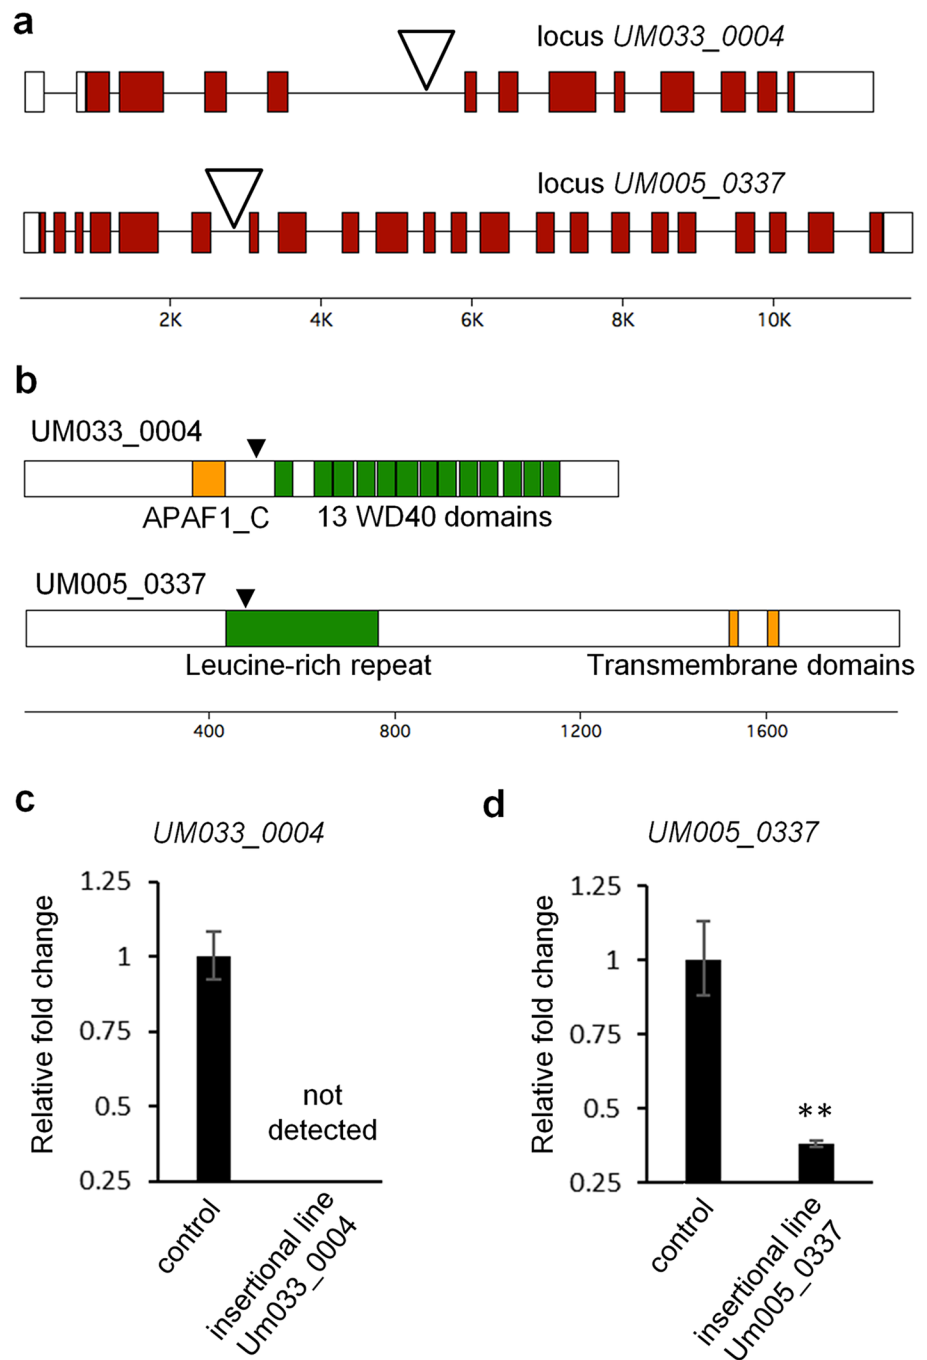 a
locus UM033_0004
locus UM005_0337
2K 4K 6K 8K 10K
b
UM033_0004
APAF1_C 13 WD40 domains
UM005_0337
Leucine-rich repeat Transmembrane domains
400 800 1200 1600
c
UM033_0004
Relative fold change
1.25
1
0.75
0.5
0.25
not
detected
control
insertional line
Um033_0004
d
UM005_0337
Relative fold change
1.25
1
0.75
0.5
0.25
**
control
insertional line
Um005_0337